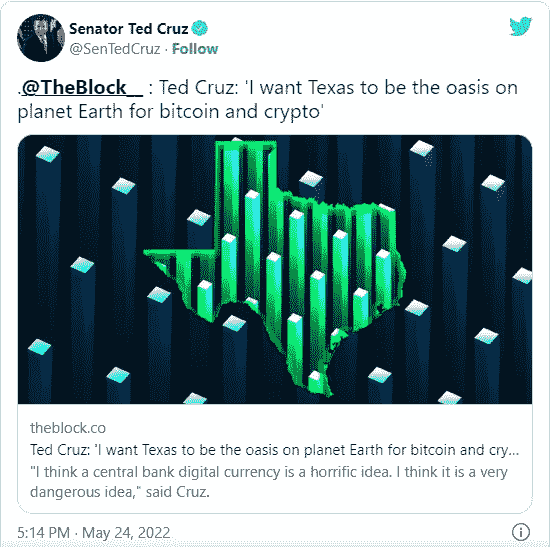 Senator Ted Cruz
@SenTedCruz · Follow
.@TheBlock__ : Ted Cruz: 'I want Texas to be the oasis on
planet Earth for bitcoin and crypto'
theblock.co
Ted Cruz: 'I want Texas to be the oasis on planet Earth for bitcoin and cry...
"I think a central bank digital currency is a horrific idea. I think it is a very
dangerous idea," said Cruz.
5:14 PM · May 24, 2022